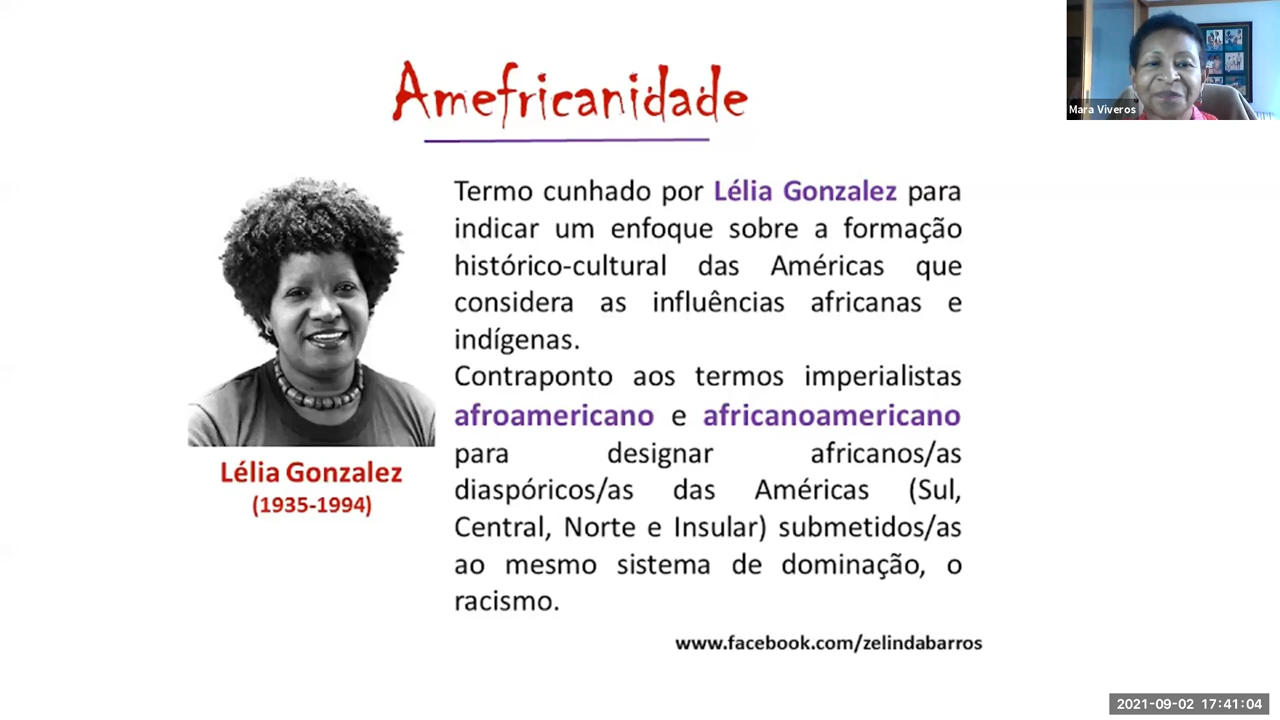 Amefricanidade
Mara Viveros
Termo cunhado por Lélia Gonzalez para
indicar um enfoque sobre a formação
histórico-cultural das Américas que
considera as influências africanas e
indígenas.
Contraponto aos termos imperialistas
afroamericano e africanoamericano
para designar africanos/as
diaspóricos/as das Américas (Sul,
Central, Norte e Insular) submetidos/as
ao mesmo sistema de dominação, o
racismo.
Lélia Gonzalez
(1935-1994)
www.facebook.com/zelindabarros
2021-09-02 17:41:04